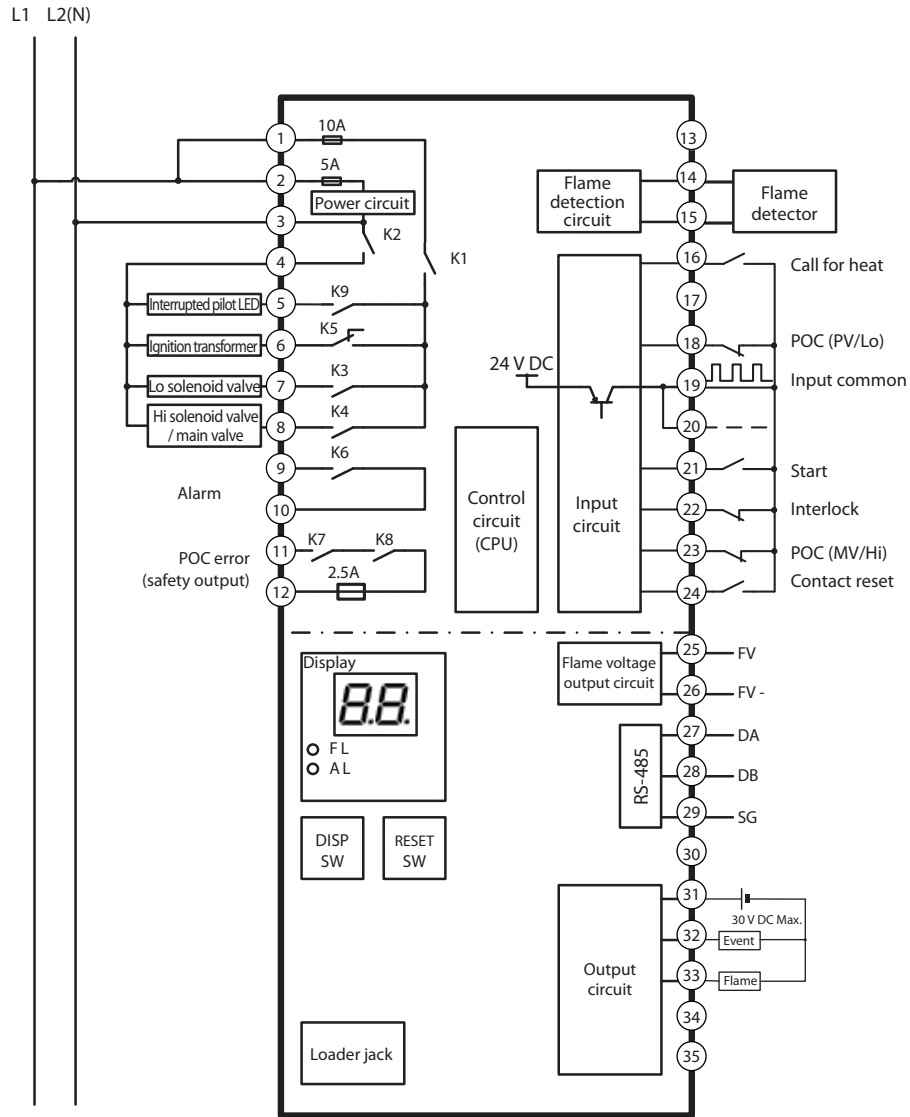 L1 L2(N)
1
10A
2
5A
Power circuit
3
K2
4
K1
Interrupted pilot LED
5
K9
Ignition transformer
6
K5
Lo solenoid valve
7
K3
Hi solenoid valve
/ main valve
8
K4
9
K6
Alarm
10
11
K7
K8
POC error
(safety output)
2.5A
12
Control
circuit
(CPU)
24 V DC
Input
circuit
Flame
detection
circuit
Flame
detector
13
14
15
16
Call for heat
17
18
POC (PV/Lo)
19
Input common
20
21
Start
22
Interlock
23
POC (MV/Hi)
24
Contact reset
Display
88.
F L
A L
DISP
SW
RESET
SW
Loader jack
Flame voltage
output circuit
25
FV
26
FV -
RS-485
27
DA
28
DB
29
SG
30
Output
circuit
31
30 V DC Max.
32
Event
33
Flame
34
35